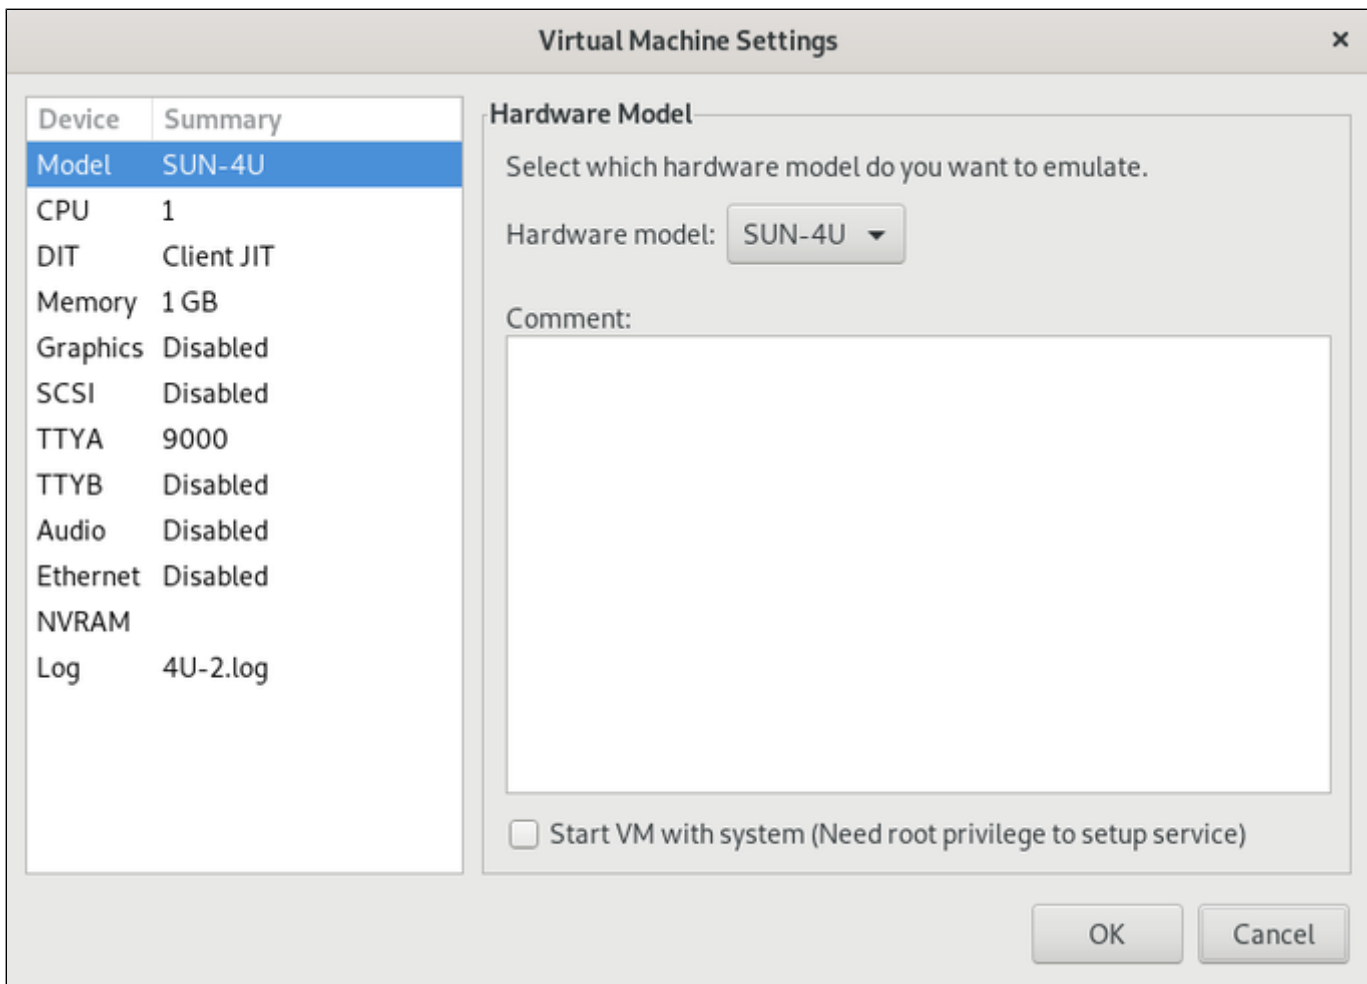 Virtual Machine Settings ×
Device Summary
Model SUN-4U
CPU 1
DIT Client JIT
Memory 1 GB
Graphics Disabled
SCSI Disabled
TTYA 9000
TTYB Disabled
Audio Disabled
Ethernet Disabled
NVRAM
Log 4U-2.log
Hardware Model
Select which hardware model do you want to emulate.
Hardware model: SUN-4U
Comment:
Start VM with system (Need root privilege to setup service)
OK Cancel